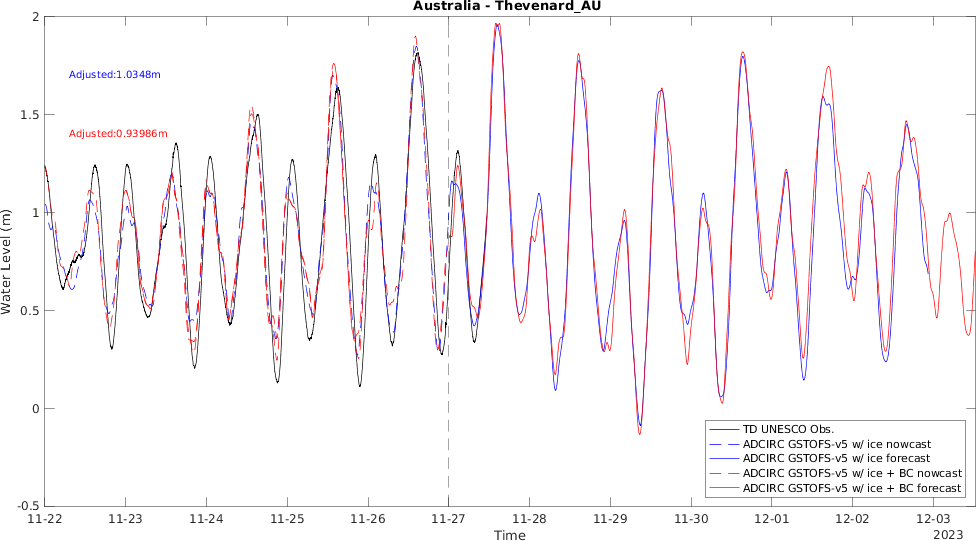 Australia - Thevenard_AU
2
Adjusted:1.0348m
1.5
Adjusted:0.93986m
1
Water Level (m)
0.5
0
-0.5
TD UNESCO Obs.
ADCIRC GSTOFS-v5 w/ ice nowcast
ADCIRC GSTOFS-v5 w/ ice forecast
ADCIRC GSTOFS-v5 w/ ice + BC nowcast
ADCIRC GSTOFS-v5 w/ ice + BC forecast
11-22 11-23 11-24 11-25 11-26 11-27 11-28 11-29 11-30 12-01 12-02 12-03
Time
2023